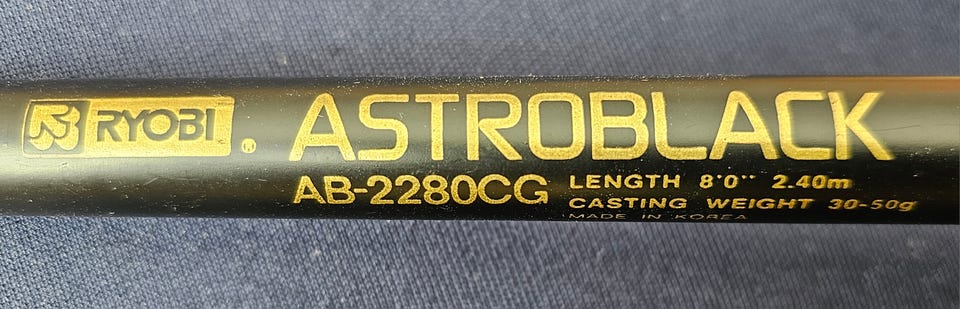 RYOBI ® ASTROBLACK
AB-2280CG
LENGTH 8'0" 2.40m
CASTING WEIGHT 30-50g
MADE IN KOREA